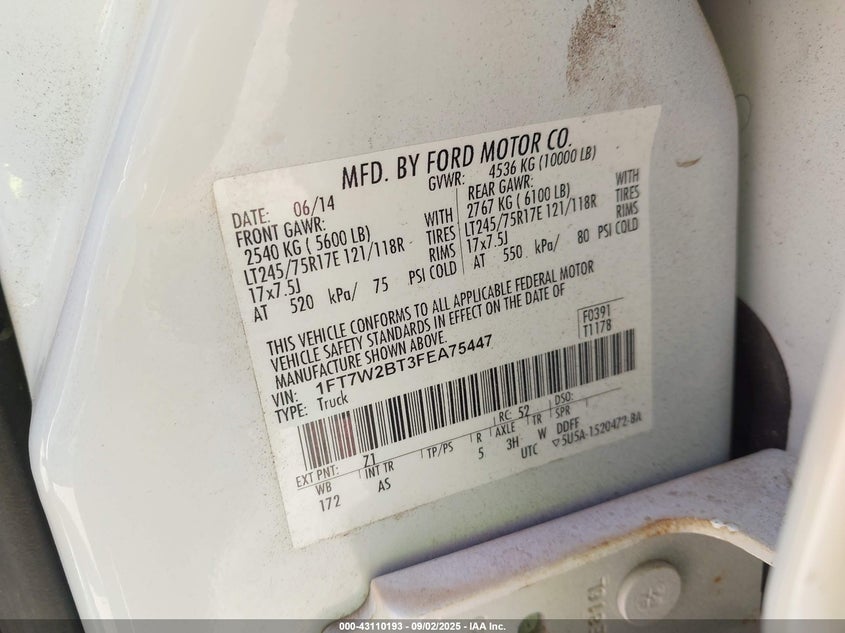 MFD. BY FORD MOTOR CO.
DATE: 06/14
GVWR: 4536 KG (10000 LB)
FRONT GAWR:
2540 KG ( 5600 LB) WITH
LT245/75R17E 121/118R TIRES
17x7.5J RIMS
AT 520 kPa/ 75 PSI COLD
REAR GAWR:
2767 KG ( 6100 LB) WITH
LT245/75R17E 121/118R TIRES
17x7.5J RIMS
AT 550 kPa/ 80 PSI COLD
THIS VEHICLE CONFORMS TO ALL APPLICABLE FEDERAL MOTOR
VEHICLE SAFETY STANDARDS IN EFFECT ON THE DATE OF
MANUFACTURE SHOWN ABOVE.
F0391
T1178
VIN: 1FT7W2BT3FEA75447
TYPE: Truck
EXT PNT: Z1 RC: 52 DSO:
WB INT TR TP/PS R AXLE TR SPR
172 AS 5 3H W DDFF
UTC ▽5U5A-1520472-BA
000-43110193 - 09/02/2025 - IAA Inc.